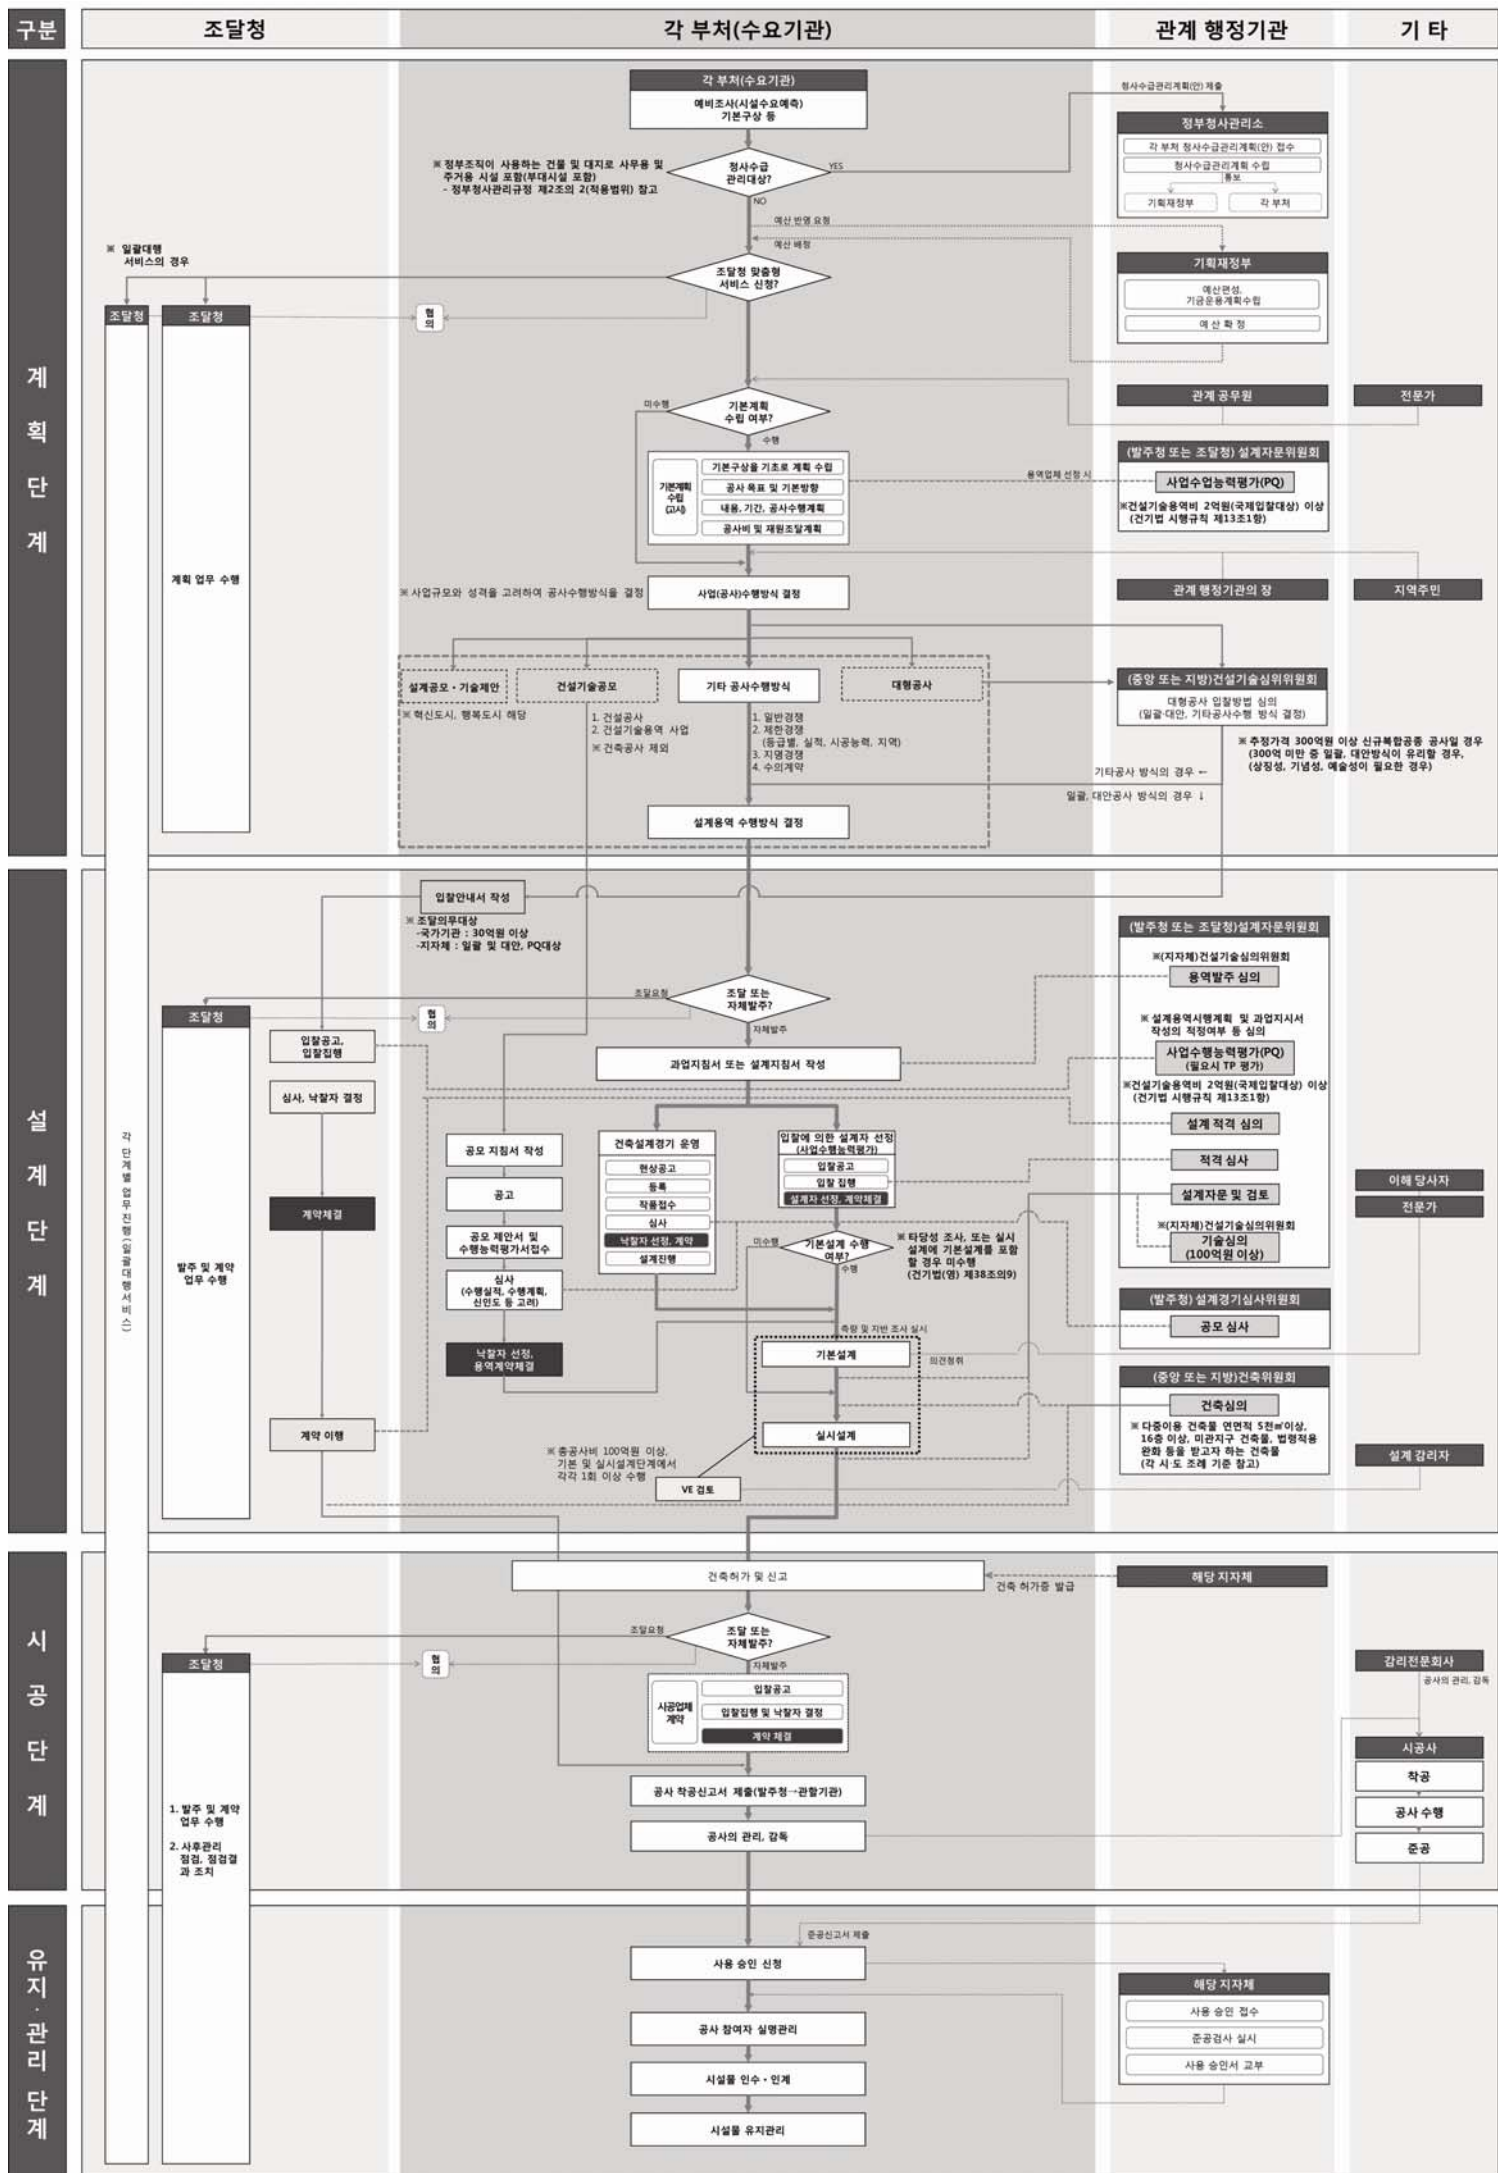 구분
조달청
각 부처(수요기관)
관계 행정기관
기 타
계획단계
각 부처(수요기관)
예비조사(시설수요예측)
기본구상 등
청사수급관리계획(안) 제출
정부청사관리소
각 부처 청사수급관리계획(안) 접수
청사수급관리계획 수립
통보
기획재정부
각 부처
※ 정부조직이 사용하는 건물 및 대지로 사무용 및
주거용 시설 포함(부대시설 포함)
- 정부청사관리규정 제2조의 2(적용범위) 참고
청사수급
관리대상?
YES
NO
예산 반영 요청
예산 배정
※ 일괄대행
서비스의 경우
조달청 맞춤형
서비스 신청?
기획재정부
예산편성,
기금운용계획수립
예 산 확 정
조달청
조달청
협의
기본계획
수립 여부?
미수행
수행
관계 공무원
전문가
기본계획
수립
(고시)
기본구상을 기초로 계획 수립
공사 목표 및 기본방향
내용, 기간, 공사수행계획
공사비 및 재원조달계획
용역업체 선정 시
(발주청 또는 조달청) 설계자문위원회
사업수업능력평가(PQ)
※건설기술용역비 2억원(국제입찰대상) 이상
(건기법 시행규칙 제13조1항)
계획 업무 수행
※ 사업규모와 성격을 고려하여 공사수행방식을 결정
사업(공사)수행방식 결정
관계 행정기관의 장
지역주민
설계공모・기술제안
건설기술공모
기타 공사수행방식
대형공사
※ 혁신도시, 행복도시 해당
1. 건설공사
2. 건설기술용역 사업
※ 건축공사 제외
1. 일반경쟁
2. 제한경쟁
(등급별, 실적, 시공능력, 지역)
3. 지명경쟁
4. 수의계약
(중앙 또는 지방)건설기술심위위원회
대형공사 입찰방법 심의
(일괄·대안, 기타공사수행 방식 결정)
※ 추정가격 300억원 이상 신규복합공종 공사일 경우
(300억 미만 중 일괄, 대안방식이 유리할 경우,
(상징성, 기념성, 예술성이 필요한 경우)
기타공사 방식의 경우 ←
일괄, 대안공사 방식의 경우 ↓
설계용역 수행방식 결정
설계단계
각 단계별 업무진행(일괄대행서비스)
입찰안내서 작성
※ 조달의무대상
-국가기관 : 30억원 이상
-지자체 : 일괄 및 대안, PQ대상
조달 또는
자체발주?
조달요청
자체발주
조달청
협의
입찰공고,
입찰집행
심사, 낙찰자 결정
계약체결
발주 및 계약
업무 수행
계약 이행
과업지침서 또는 설계지침서 작성
(발주청 또는 조달청)설계자문위원회
※(지자체)건설기술심의위원회
용역발주 심의
※ 설계용역시행계획 및 과업지시서
작성의 적정여부 등 심의
사업수행능력평가(PQ)
(필요시 TP 평가)
※건설기술용역비 2억원(국제입찰대상) 이상
(건기법 시행규칙 제13조1항)
설계 적격 심의
적격 심사
설계자문 및 검토
※(지자체)건설기술심의위원회
기술심의
(100억원 이상)
이해 당사자
전문가
공모 지침서 작성
공고
공모 제안서 및
수행능력평가서접수
심사
(수행실적, 수행계획,
신인도 등 고려)
낙찰자 선정,
용역계약체결
건축설계경기 운영
현상공고
등록
작품접수
심사
낙찰자 선정, 계약
설계진행
입찰에 의한 설계자 선정
(사업수행능력평가)
입찰공고
입찰 집행
설계자 선정, 계약체결
기본설계 수행
여부?
미수행
수행
※ 타당성 조사, 또는 실시
설계에 기본설계를 포함
할 경우 미수행
(건기법(영) 제38조의9)
측량 및 지반 조사 실시
기본설계
의견청취
실시설계
※ 총공사비 100억원 이상,
기본 및 실시설계단계에서
각각 1회 이상 수행
VE 검토
(발주청) 설계경기심사위원회
공모 심사
(중앙 또는 지방)건축위원회
건축심의
※ 다중이용 건축물 연면적 5천㎡이상,
16층 이상, 미관지구 건축물, 법령적용
완화 등을 받고자 하는 건축물
(각 시·도 조례 기준 참고)
설계 감리자
시공단계
건축허가 및 신고
건축 허가증 발급
해당 지자체
조달 또는
자체발주?
조달요청
자체발주
조달청
협의
시공업체
계약
입찰공고
입찰집행 및 낙찰자 결정
계약 체결
감리전문회사
공사의 관리, 감독
시공사
착공
공사 수행
준공
공사 착공신고서 제출(발주청→관할기관)
공사의 관리, 감독
1. 발주 및 계약
업무 수행
2. 사후관리
점검, 점검결
과 조치
유지·관리단계
준공신고서 제출
사용 승인 신청
해당 지자체
사용 승인 접수
준공검사 실시
사용 승인서 교부
공사 참여자 실명관리
시설물 인수・인계
시설물 유지관리